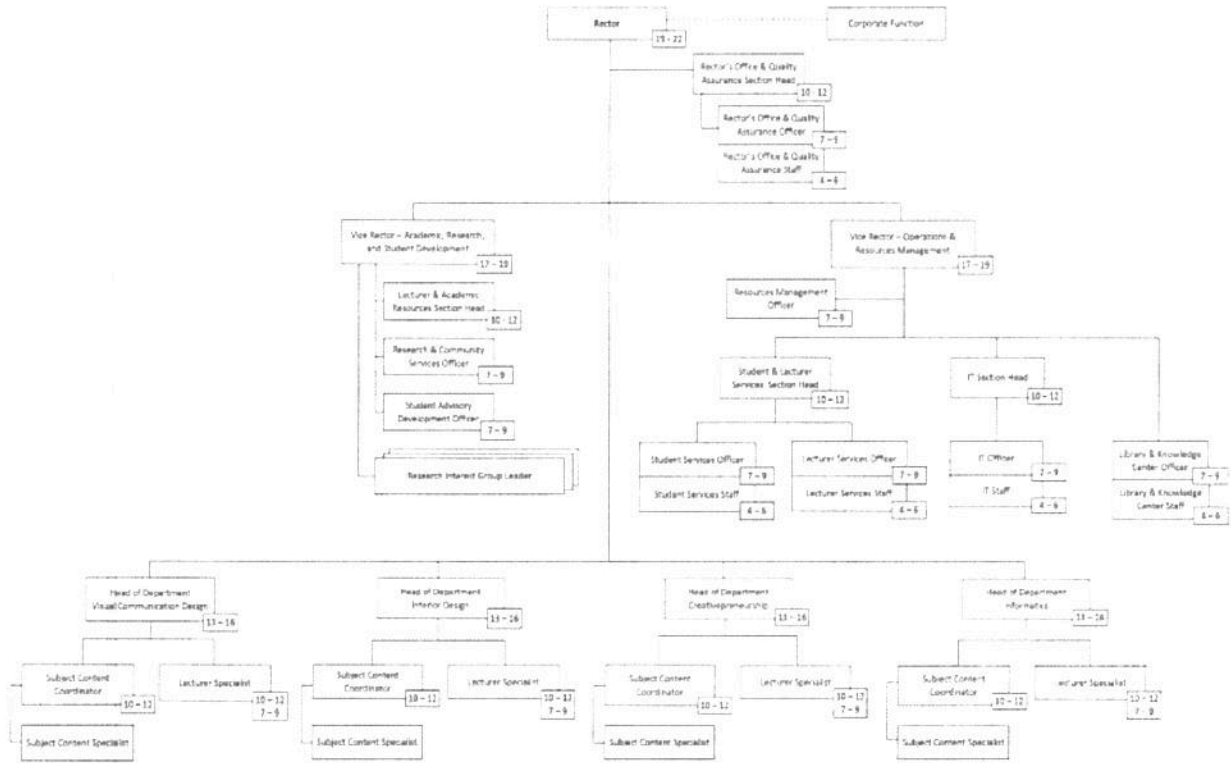 Rector
19 - 22
Corporate Function
Rector's Office & Quality
Assurance Section Head
10 - 12
Rector's Office & Quality
Assurance Officer
7 - 9
Rector's Office & Quality
Assurance Staff
4 - 6
Vice Rector – Academic, Research,
and Student Development
17 - 19
Vice Rector – Operations &
Resources Management
17 - 19
Lecturer & Academic
Resources Section Head
10 - 12
Research & Community
Services Officer
7 - 9
Student Advisory
Development Officer
7 - 9
Research Interest Group Leader
Resources Management
Officer
7 - 9
Student & Lecturer
Services Section Head
10 - 12
IT Section Head
10 - 12
Student Services Officer
7 - 9
Student Services Staff
4 - 6
Lecturer Services Officer
7 - 9
Lecturer Services Staff
4 - 6
IT Officer
7 - 9
IT Staff
4 - 6
Library & Knowledge
Center Officer
7 - 9
Library & Knowledge
Center Staff
4 - 6
Head of Department
Visual Communication Design
13 - 16
Head of Department
Interior Design
13 - 16
Head of Department
Creativepreneurship
13 - 16
Head of Department
Informatics
13 - 16
Subject Content
Coordinator
10 - 12
Lecturer Specialist
10 - 12
7 - 9
Subject Content Specialist
Subject Content
Coordinator
10 - 12
Lecturer Specialist
10 - 12
7 - 9
Subject Content Specialist
Subject Content
Coordinator
10 - 12
Lecturer Specialist
10 - 12
7 - 9
Subject Content Specialist
Subject Content
Coordinator
10 - 12
Lecturer Specialist
10 - 12
7 - 9
Subject Content Specialist